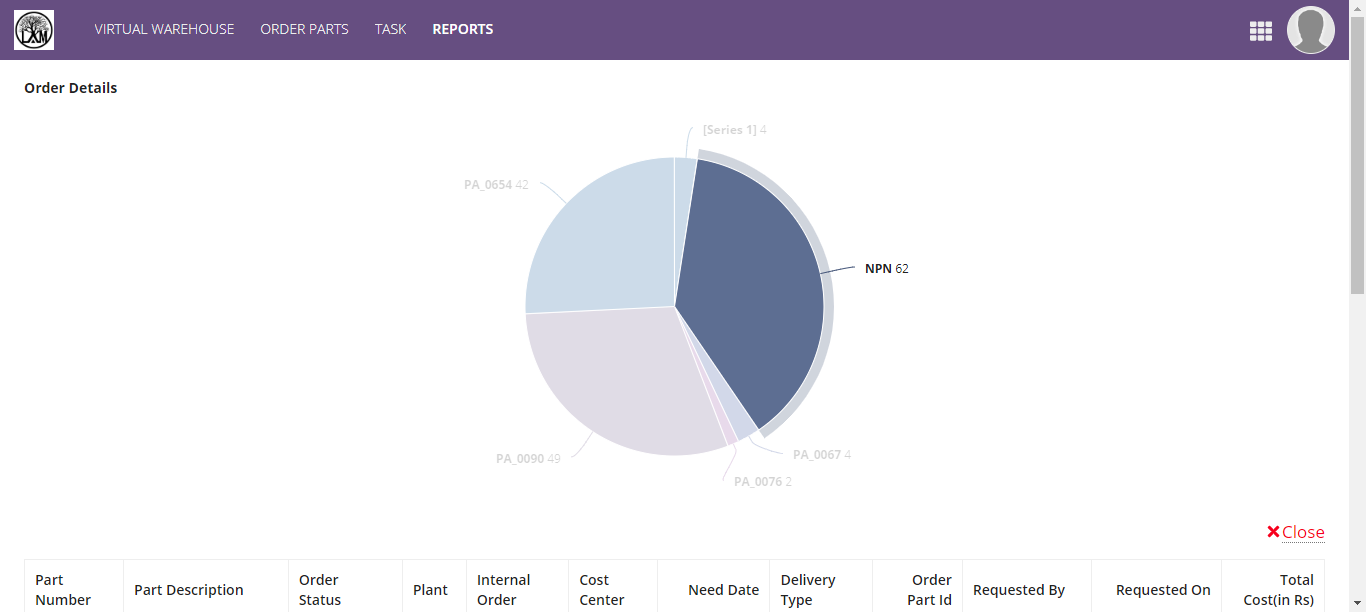 LXM
VIRTUAL WAREHOUSE ORDER PARTS TASK REPORTS
Order Details
[Series 1] 4
PA_0654 42
NPN 62
PA_0090 49
PA_0067 4
PA_0076 2
Close
Part Number
Part Description
Order Status
Plant
Internal Order
Cost Center
Need Date
Delivery Type
Order Part Id
Requested By
Requested On
Total Cost(in Rs)